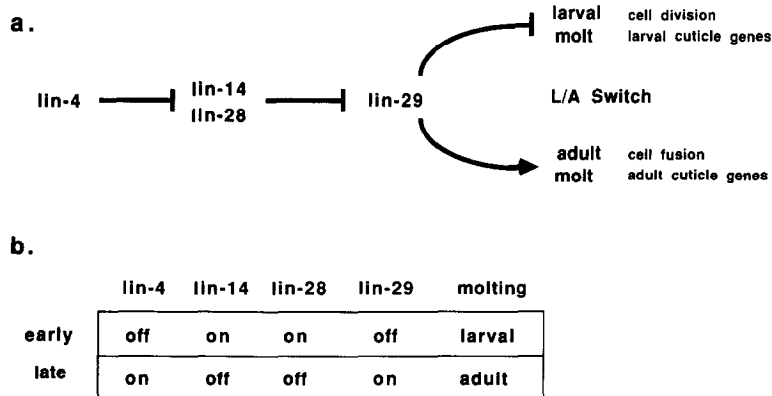 a.
larval cell division
molt larval cuticle genes
lin-4 lin-14 lin-29 L/A Switch
lin-28
adult cell fusion
molt adult cuticle genes
b.
lin-4 lin-14 lin-28 lin-29 molting
early off on on off larval
late on off off on adult